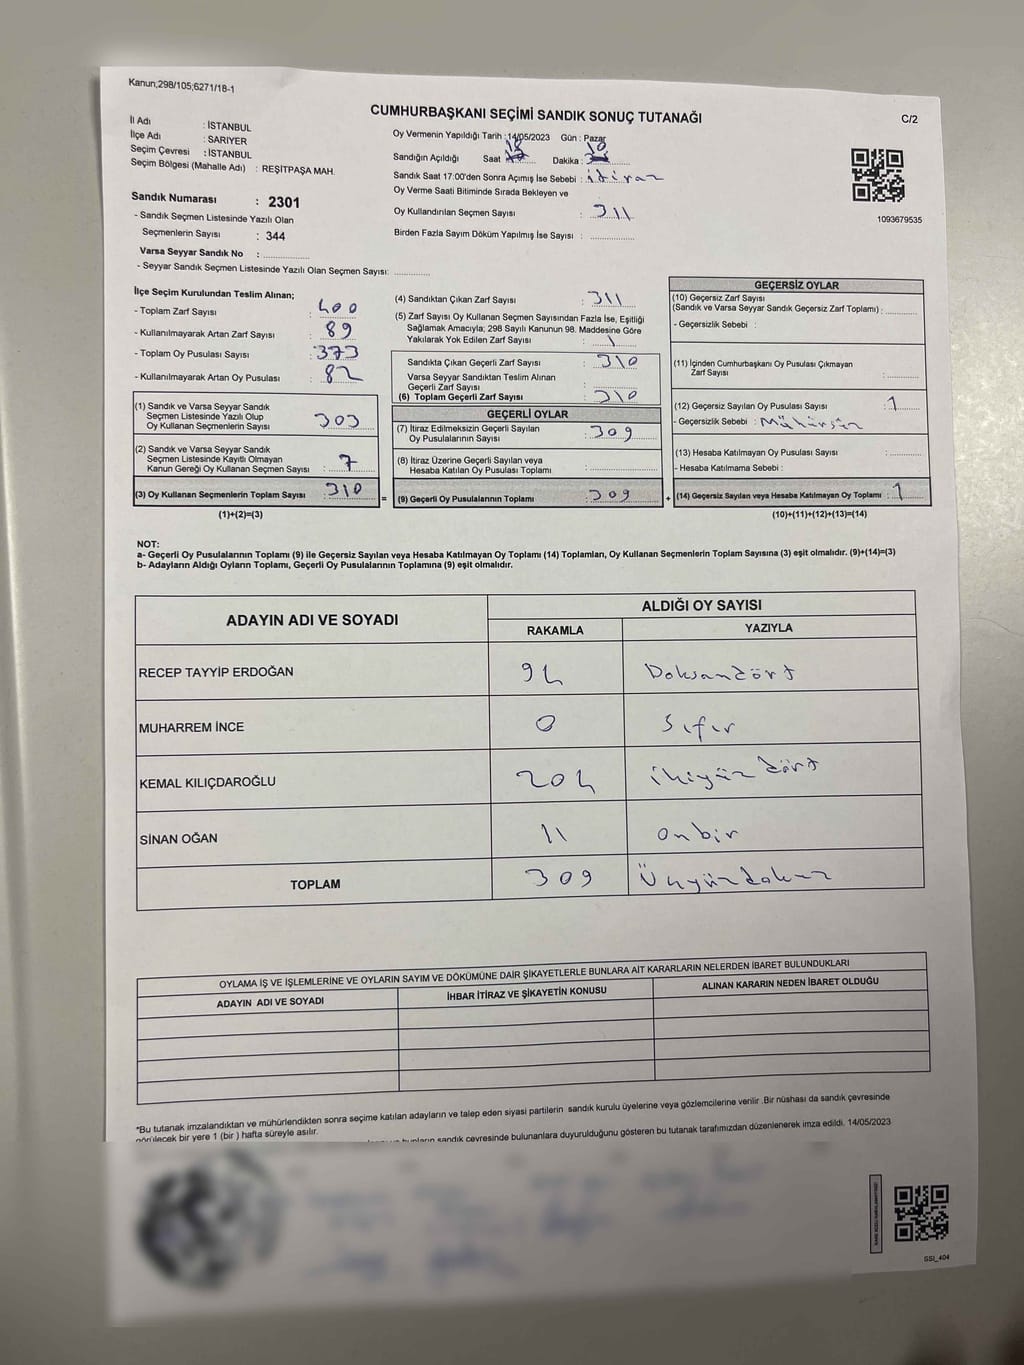 Kanun;298/105;6271/18-1
CUMHURBAŞKANI SEÇİMİ SANDIK SONUÇ TUTANAĞI
C/2
İl Adı : İSTANBUL
İlçe Adı : SARIYER
Seçim Çevresi : İSTANBUL
Seçim Bölgesi (Mahalle Adı) : REŞİTPAŞA MAH.
Sandık Numarası : 2301
- Sandık Seçmen Listesinde Yazılı Olan
Seçmenlerin Sayısı : 344
Varsa Seyyar Sandık No :
- Seyyar Sandık Seçmen Listesinde Yazılı Olan Seçmen Sayısı:
Oy Vermenin Yapıldığı Tarih : 14/05/2023 Gün : Pazar
Sandığın Açıldığı Saat 18 Dakika : 10
Sandık Saat 17:00'den Sonra Açımış İse Sebebi : itiraz
Oy Verme Saati Bitiminde Sırada Bekleyen ve
Oy Kullandırılan Seçmen Sayısı : 311
Birden Fazla Sayım Döküm Yapılmış İse Sayısı :
1093679535
İlçe Seçim Kurulundan Teslim Alınan;
- Toplam Zarf Sayısı : 400
- Kullanılmayarak Artan Zarf Sayısı : 89
- Toplam Oy Pusulası Sayısı : 373
- Kullanılmayarak Artan Oy Pusulası : 82
(1) Sandık ve Varsa Seyyar Sandık
Seçmen Listesinde Yazılı Olup
Oy Kullanan Seçmenlerin Sayısı 303
(2) Sandık ve Varsa Seyyar Sandık
Seçmen Listesinde Kayıtlı Olmayan
Kanun Gereği Oy Kullanan Seçmen Sayısı : 7
(3) Oy Kullanan Seçmenlerin Toplam Sayısı : 310 =
(1)+(2)=(3)
(4) Sandıktan Çıkan Zarf Sayısı : 311
(5) Zarf Sayısı Oy Kullanan Seçmen Sayısından Fazla İse, Eşitliği
Sağlamak Amacıyla; 298 Sayılı Kanunun 98. Maddesine Göre
Yakılarak Yok Edilen Zarf Sayısı : 1
Sandıkta Çıkan Geçerli Zarf Sayısı : 310
Varsa Seyyar Sandıktan Teslim Alınan
Geçerli Zarf Sayısı :
(6) Toplam Geçerli Zarf Sayısı : 310
GEÇERLİ OYLAR
(7) İtiraz Edilmeksizin Geçerli Sayılan
Oy Pusulalarının Sayısı : 309
(8) İtiraz Üzerine Geçerli Sayılan veya
Hesaba Katılan Oy Pusulası Toplamı :
(9) Geçerli Oy Pusulalarının Toplamı : 309 +
GEÇERSİZ OYLAR
(10) Geçersiz Zarf Sayısı
(Sandık ve Varsa Seyyar Sandık Geçersiz Zarf Toplamı) :
- Geçersizlik Sebebi :
(11) İçinden Cumhurbaşkanı Oy Pusulası Çıkmayan
Zarf Sayısı :
(12) Geçersiz Sayılan Oy Pusulası Sayısı : 1
- Geçersizlik Sebebi : Mühürsüz
(13) Hesaba Katılmayan Oy Pusulası Sayısı :
- Hesaba Katılmama Sebebi :
(14) Geçersiz Sayılan veya Hesaba Katılmayan Oy Toplamı : 1
(10)+(11)+(12)+(13)=(14)
NOT:
a- Geçerli Oy Pusulalarının Toplamı (9) ile Geçersiz Sayılan veya Hesaba Katılmayan Oy Toplamı (14) Toplamları, Oy Kullanan Seçmenlerin Toplam Sayısına (3) eşit olmalıdır. (9)+(14)=(3)
b- Adayların Aldığı Oyların Toplamı, Geçerli Oy Pusulalarının Toplamına (9) eşit olmalıdır.
ADAYIN ADI VE SOYADI ALDIĞI OY SAYISI
RAKAMLA YAZIYLA
RECEP TAYYİP ERDOĞAN 94 Doksandört
MUHARREM İNCE 0 Sıfır
KEMAL KILIÇDAROĞLU 204 ikiyüzdört
SİNAN OĞAN 11 onbir
TOPLAM 309 Üçyüzdokuz
OYLAMA İŞ VE İŞLEMLERİNE VE OYLARIN SAYIM VE DÖKÜMÜNE DAİR ŞİKAYETLERLE BUNLARA AİT KARARLARIN NELERDEN İBARET BULUNDUKLARI
ADAYIN ADI VE SOYADI İHBAR İTİRAZ VE ŞİKAYETİN KONUSU ALINAN KARARIN NEDEN İBARET OLDUĞU
*Bu tutanak imzalandıktan ve mühürlendikten sonra seçime katılan adayların ve talep eden siyasi partilerin sandık kurulu üyelerine veya gözlemcilerine verilir .Bir nüshası da sandık çevresinde
görülecek bir yere 1 (bir ) hafta süreyle asılır.
sandık çevresinde bulunanlara duyurulduğunu gösteren bu tutanak tarafımızdan düzenlenerek imza edildi. 14/05/2023
GSI_404